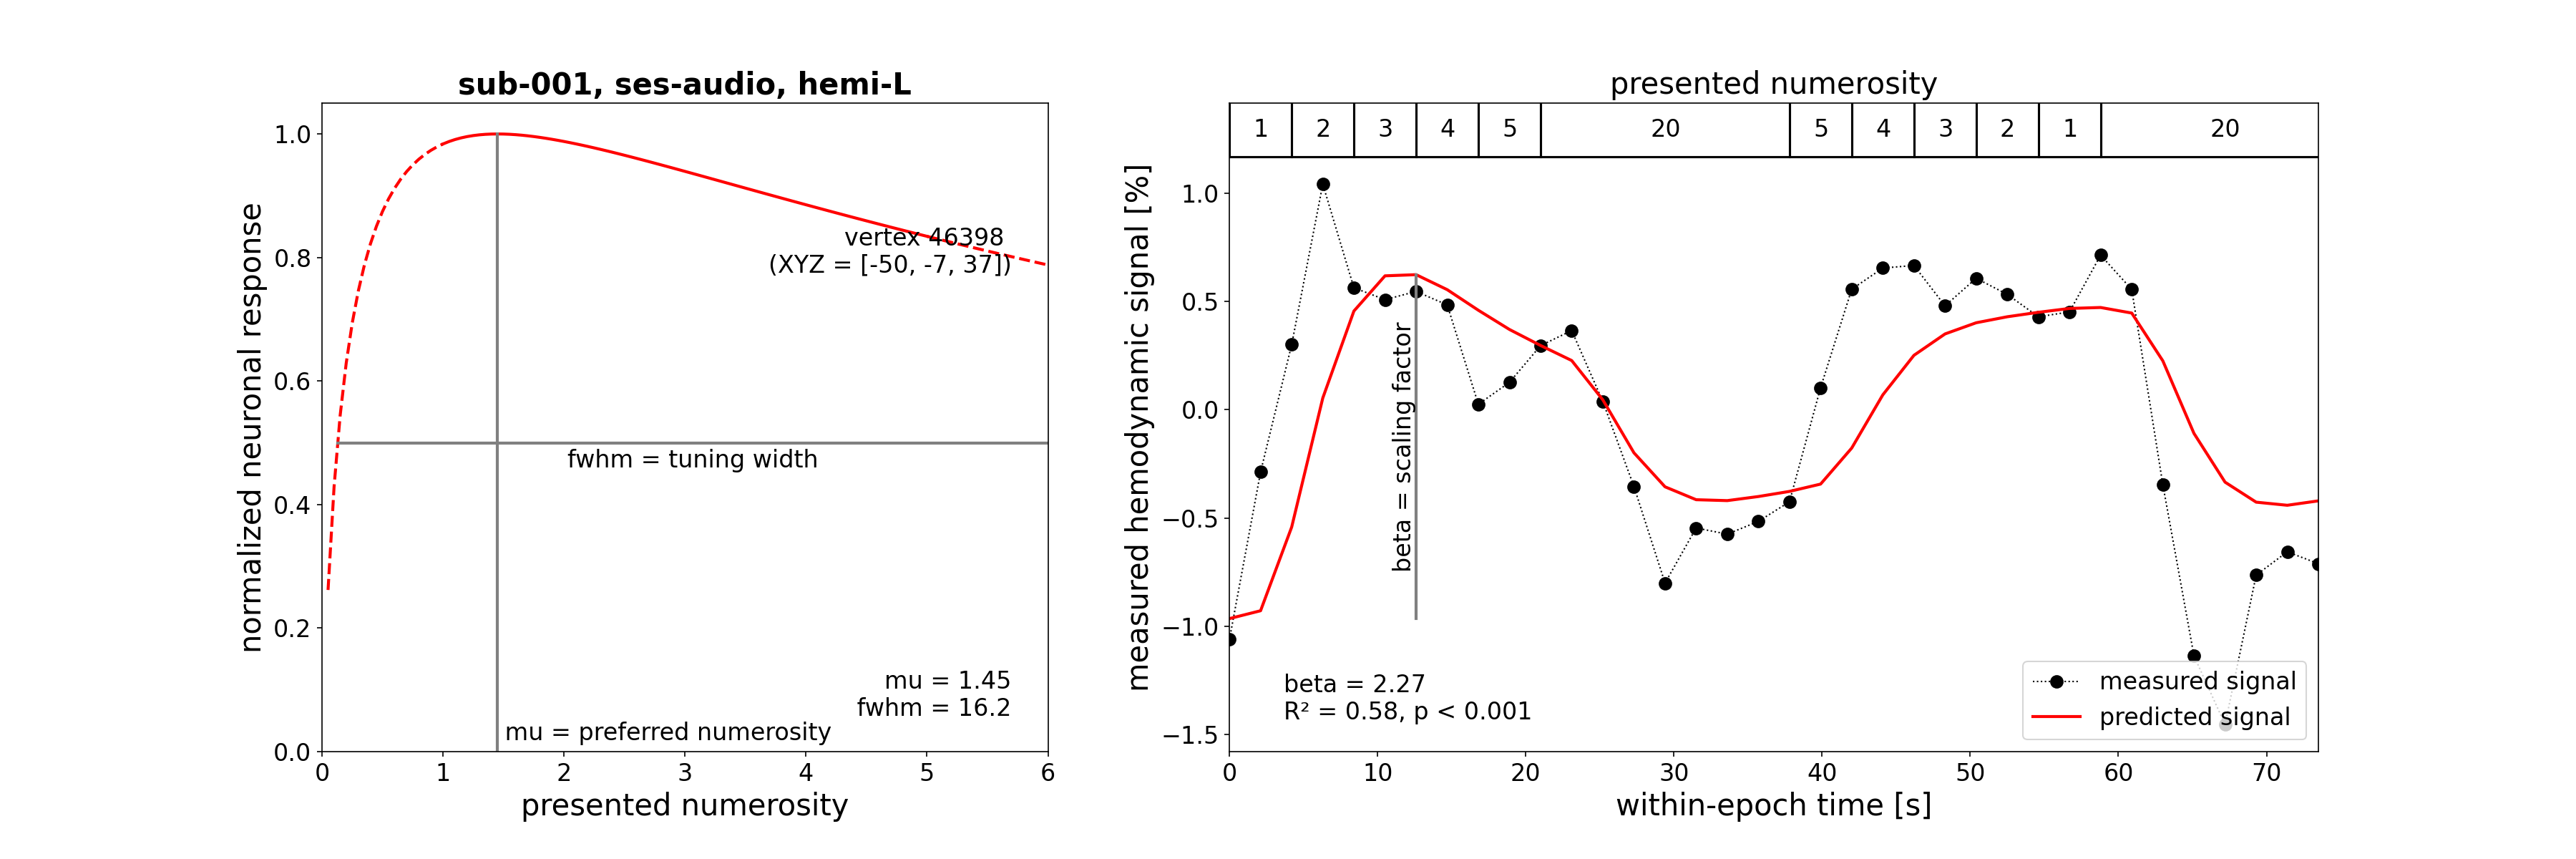 sub-001, ses-audio, hemi-L
normalized neuronal response
1.0
0.8
0.6
0.4
0.2
0.0
vertex 46398
(XYZ = [-50, -7, 37])
fwhm = tuning width
mu = 1.45
fwhm = 16.2
mu = preferred numerosity
0 1 2 3 4 5 6
presented numerosity
presented numerosity
1 2 3 4 5 20 5 4 3 2 1 20
measured hemodynamic signal [%]
1.0
0.5
0.0
−0.5
−1.0
−1.5
beta = scaling factor
beta = 2.27
R² = 0.58, p < 0.001
measured signal
predicted signal
0 10 20 30 40 50 60 70
within-epoch time [s]